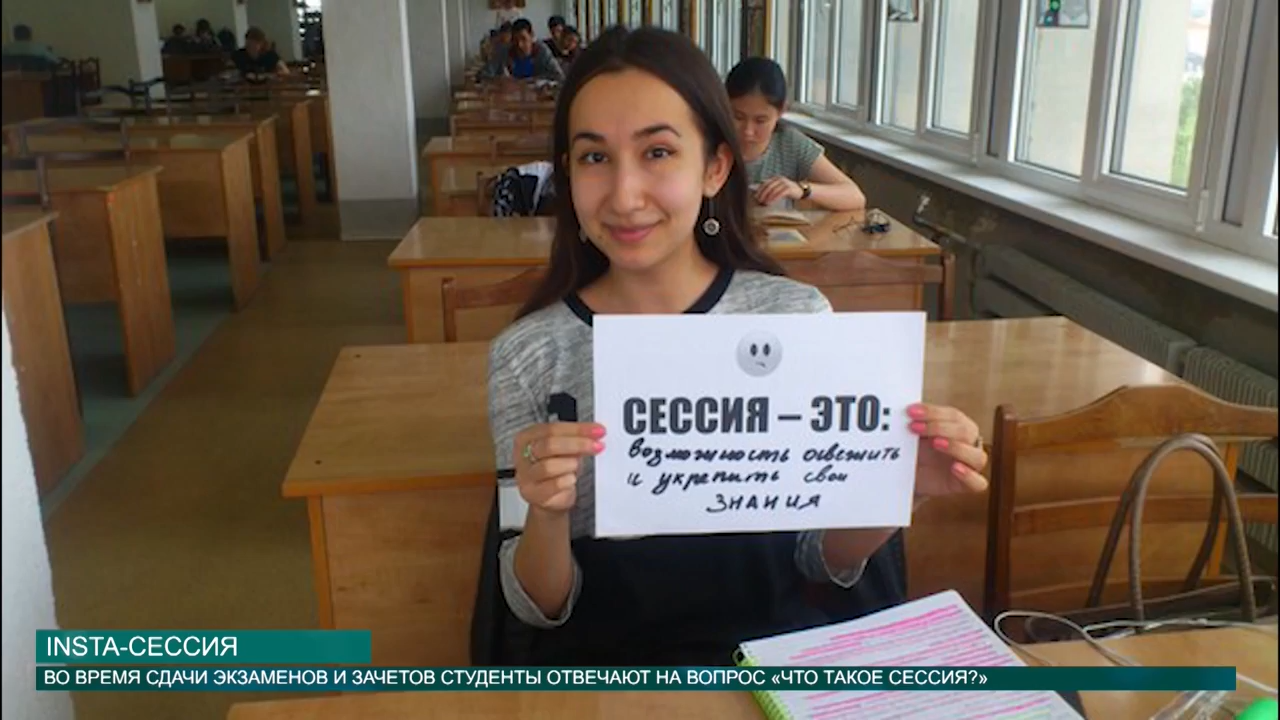 СЕССИЯ – ЭТО:
возможность освежить
и укрепить свои
ЗНАНИЯ
INSTA-СЕССИЯ
ВО ВРЕМЯ СДАЧИ ЭКЗАМЕНОВ И ЗАЧЕТОВ СТУДЕНТЫ ОТВЕЧАЮТ НА ВОПРОС «ЧТО ТАКОЕ СЕССИЯ?»